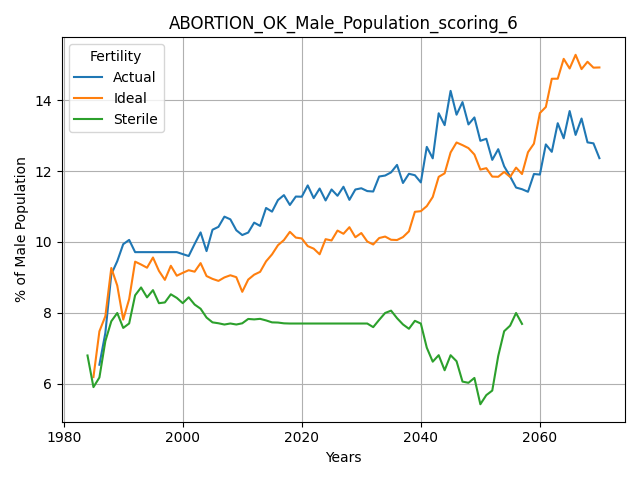 ABORTION_OK_Male_Population_scoring_6
Fertility
Actual
Ideal
Sterile
% of Male Population
14
12
10
8
6
1980 2000 2020 2040 2060
Years